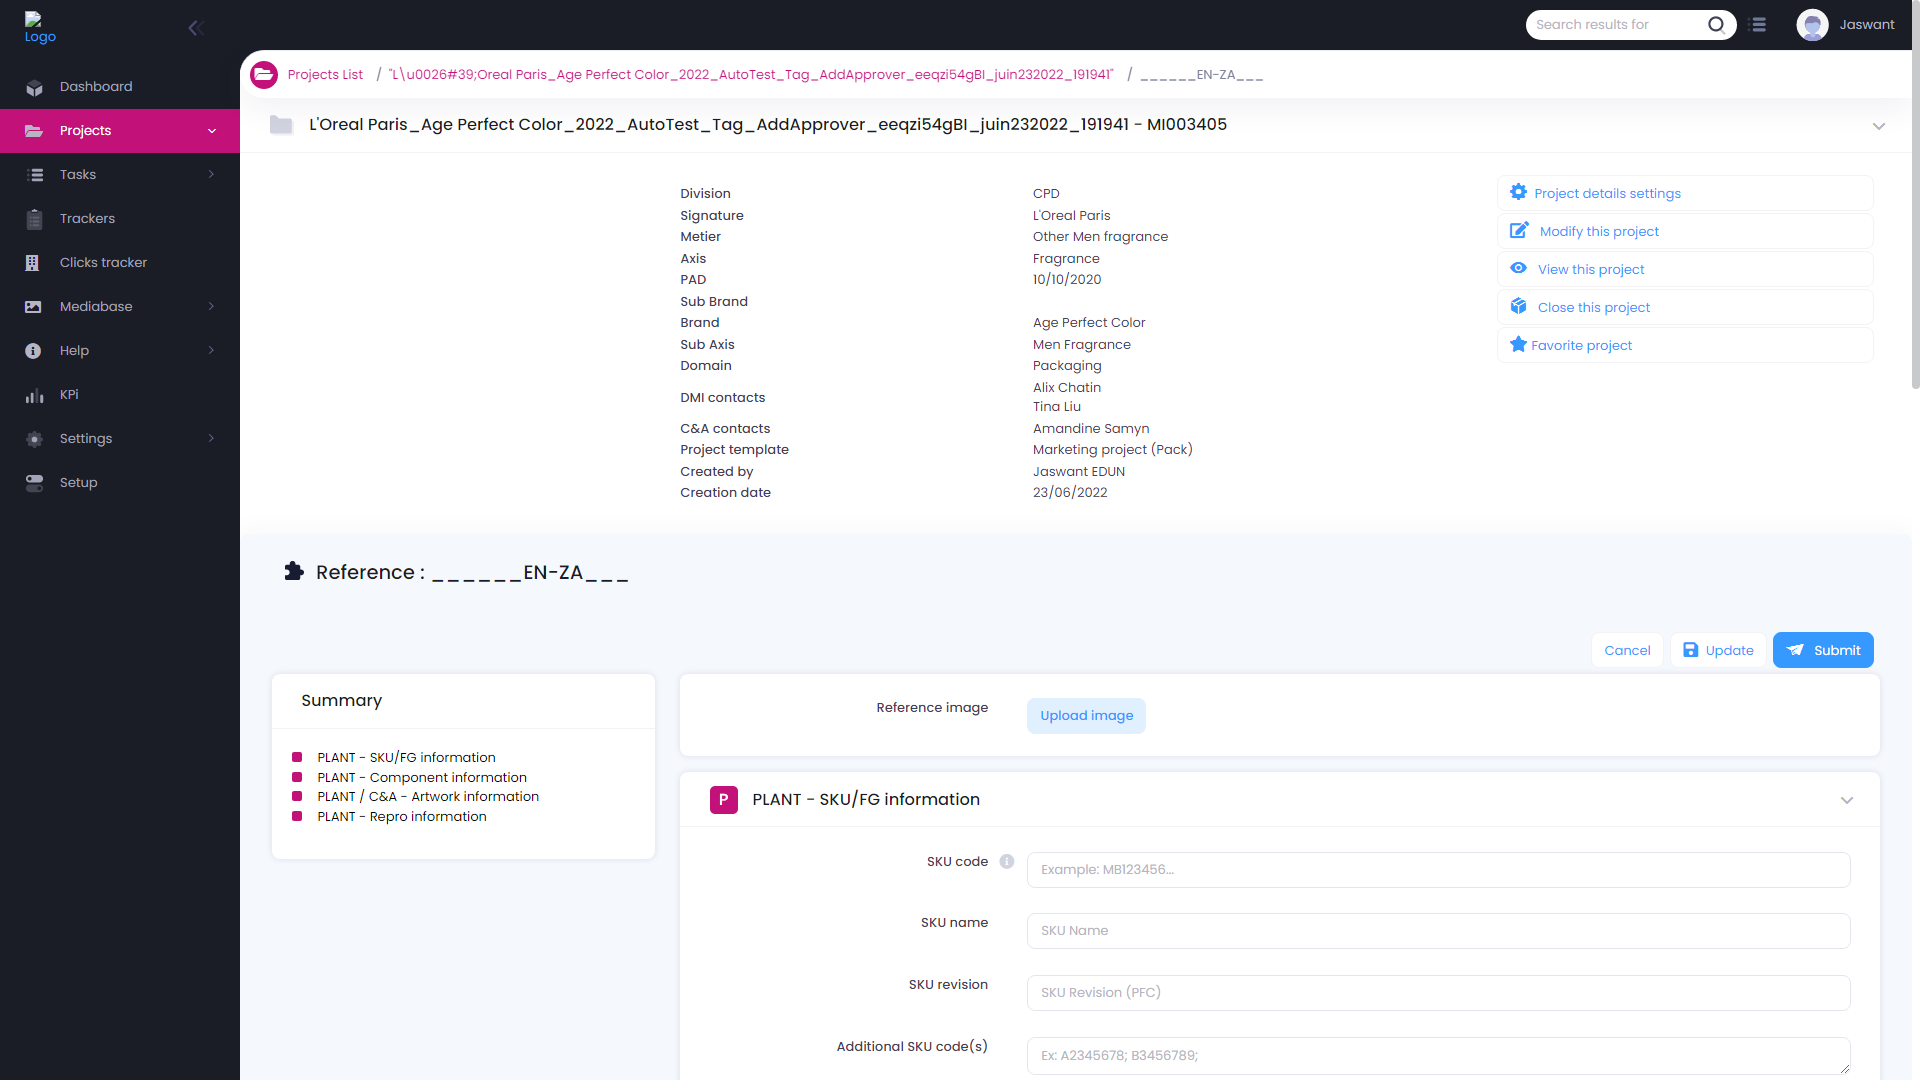 Logo
Search results for
Jaswant
Dashboard
Projects
Tasks
Trackers
Clicks tracker
Mediabase
Help
KPi
Settings
Setup
Projects List / "L\u0026#39;Oreal Paris_Age Perfect Color_2022_AutoTest_Tag_AddApprover_eeqzi54gBI_juin232022_191941" / ______EN-ZA___
L'Oreal Paris_Age Perfect Color_2022_AutoTest_Tag_AddApprover_eeqzi54gBI_juin232022_191941 - MI003405
Division CPD
Signature L'Oreal Paris
Metier Other Men fragrance
Axis Fragrance
PAD 10/10/2020
Sub Brand
Brand Age Perfect Color
Sub Axis Men Fragrance
Domain Packaging
DMI contacts Alix Chatin
Tina Liu
C&A contacts Amandine Samyn
Project template Marketing project (Pack)
Created by Jaswant EDUN
Creation date 23/06/2022
Project details settings
Modify this project
View this project
Close this project
Favorite project
Reference : ______EN-ZA___
Cancel
Update
Submit
Summary
PLANT - SKU/FG information
PLANT - Component information
PLANT / C&A - Artwork information
PLANT - Repro information
Reference image
Upload image
P PLANT - SKU/FG information
SKU code Example: MB123456...
SKU name SKU Name
SKU revision SKU Revision (PFC)
Additional SKU code(s) Ex: A2345678; B3456789;